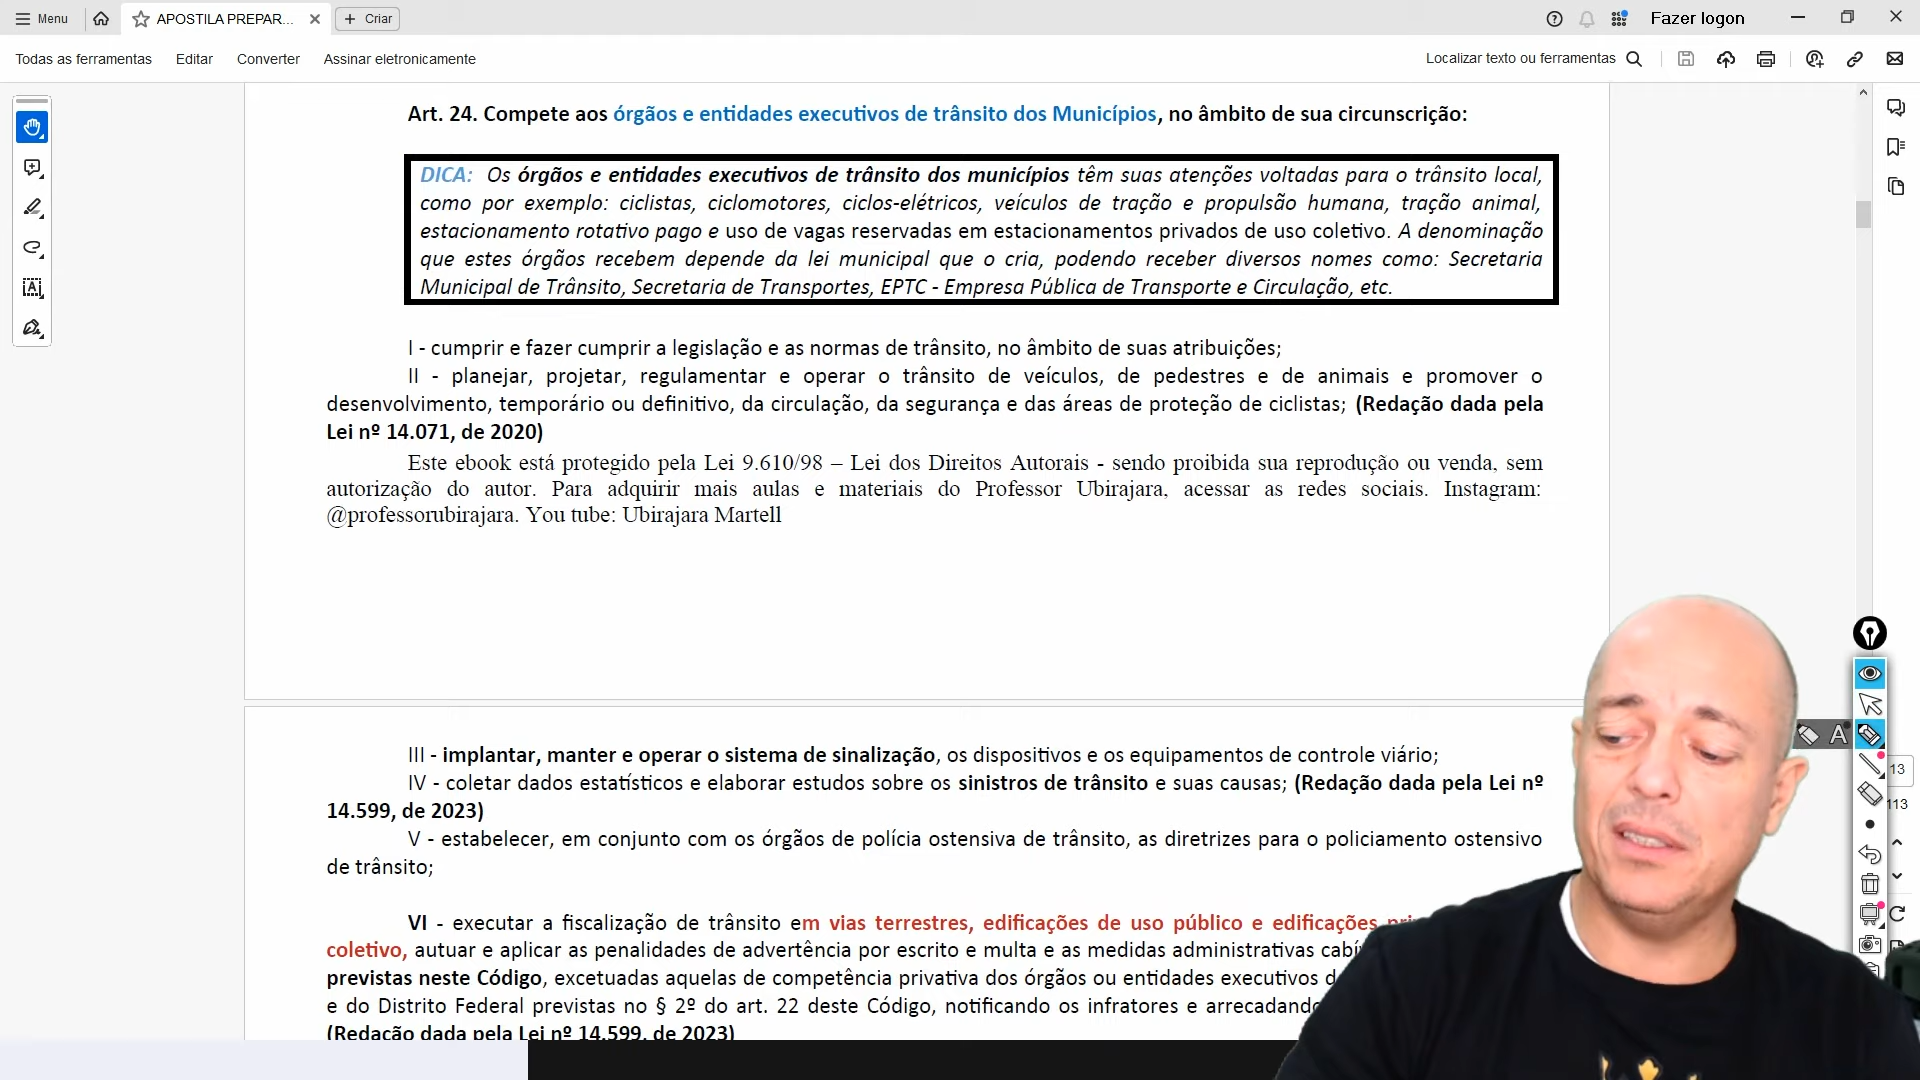 Menu
APOSTILA PREPAR...
Criar
Fazer logon
Todas as ferramentas
Editar
Converter
Assinar eletronicamente
Localizar texto ou ferramentas
Art. 24. Compete aos órgãos e entidades executivos de trânsito dos Municípios, no âmbito de sua circunscrição:
DICA: Os órgãos e entidades executivos de trânsito dos municípios têm suas atenções voltadas para o trânsito local,
como por exemplo: ciclistas, ciclomotores, ciclos-elétricos, veículos de tração e propulsão humana, tração animal,
estacionamento rotativo pago e uso de vagas reservadas em estacionamentos privados de uso coletivo. A denominação
que estes órgãos recebem depende da lei municipal que o cria, podendo receber diversos nomes como: Secretaria
Municipal de Trânsito, Secretaria de Transportes, EPTC - Empresa Pública de Transporte e Circulação, etc.
I - cumprir e fazer cumprir a legislação e as normas de trânsito, no âmbito de suas atribuições;
II - planejar, projetar, regulamentar e operar o trânsito de veículos, de pedestres e de animais e promover o
desenvolvimento, temporário ou definitivo, da circulação, da segurança e das áreas de proteção de ciclistas; (Redação dada pela
Lei nº 14.071, de 2020)
Este ebook está protegido pela Lei 9.610/98 – Lei dos Direitos Autorais - sendo proibida sua reprodução ou venda, sem
autorização do autor. Para adquirir mais aulas e materiais do Professor Ubirajara, acessar as redes sociais. Instagram:
@professorubirajara. You tube: Ubirajara Martell
III - implantar, manter e operar o sistema de sinalização, os dispositivos e os equipamentos de controle viário;
IV - coletar dados estatísticos e elaborar estudos sobre os sinistros de trânsito e suas causas; (Redação dada pela Lei nº
14.599, de 2023)
V - estabelecer, em conjunto com os órgãos de polícia ostensiva de trânsito, as diretrizes para o policiamento ostensivo
de trânsito;
VI - executar a fiscalização de trânsito em vias terrestres, edificações de uso público e edificações
coletivo, autuar e aplicar as penalidades de advertência por escrito e multa e as medidas administrativas
previstas neste Código, excetuadas aquelas de competência privativa dos órgãos ou entidades executivos
e do Distrito Federal previstas no § 2º do art. 22 deste Código, notificando os infratores e arrecadando
(Redação dada pela Lei nº 14.599, de 2023)
A
13
113